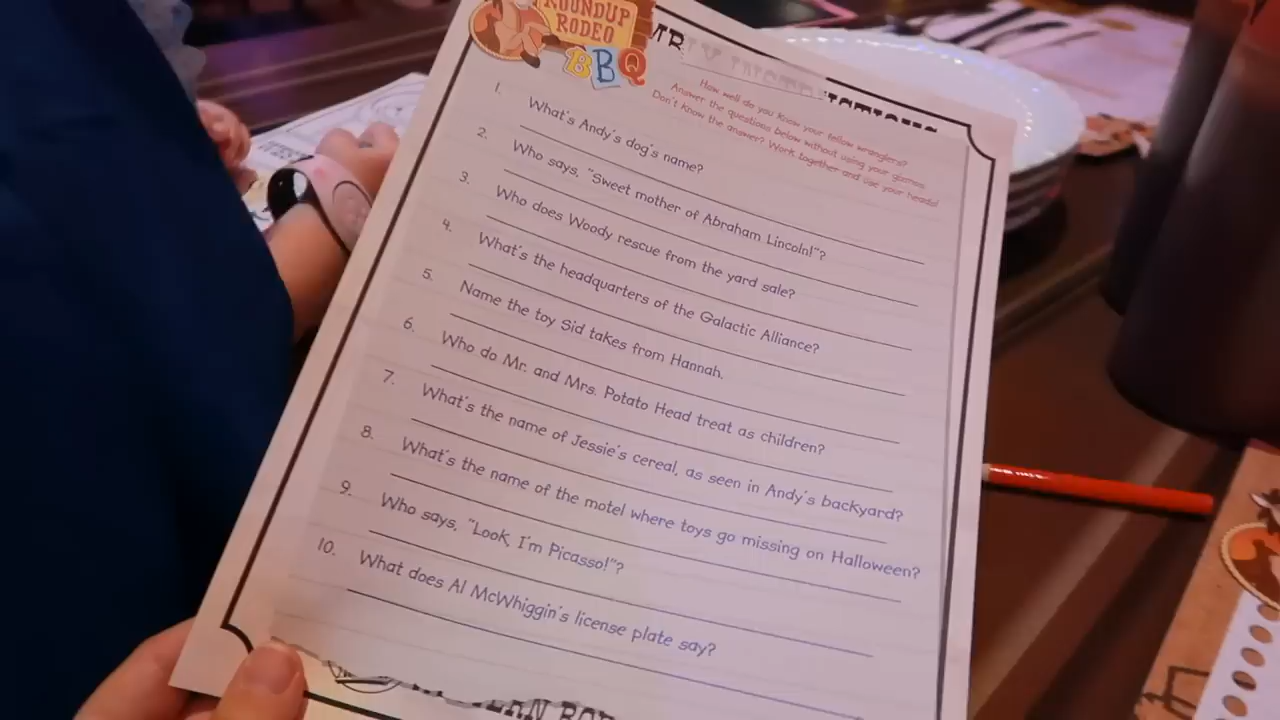 ROUNDUP
RODEO
BBQ
How well do you know your fellow wranglers?
Answer the questions below without using your gizmos.
Don't know the answer? Work together and use your heads!
1. What's Andy's dog's name?
2. Who says, "Sweet mother of Abraham Lincoln!"?
3. Who does Woody rescue from the yard sale?
4. What's the headquarters of the Galactic Alliance?
5. Name the toy Sid takes from Hannah.
6. Who do Mr. and Mrs. Potato Head treat as children?
7. What's the name of Jessie's cereal, as seen in Andy's backyard?
8. What's the name of the motel where toys go missing on Halloween?
9. Who says, "Look, I'm Picasso!"?
10. What does Al McWhiggin's license plate say?